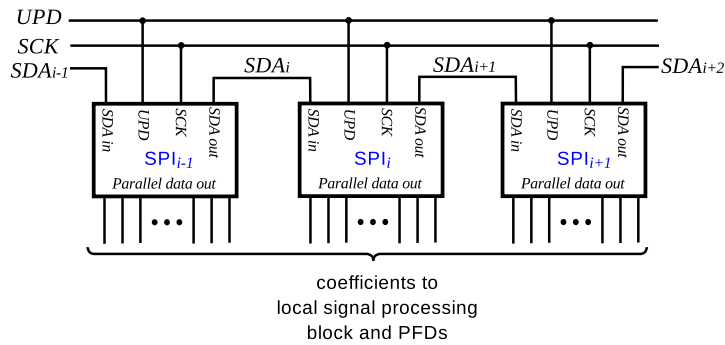 UPD
SCK
SDAi-1
SDAi
SDAi+1
SDAi+2
SDA in UPD SCK SDA out
SPIi-1
Parallel data out
SDA in UPD SCK SDA out
SPIi
Parallel data out
SDA in UPD SCK SDA out
SPIi+1
Parallel data out
coefficients to
local signal processing
block and PFDs